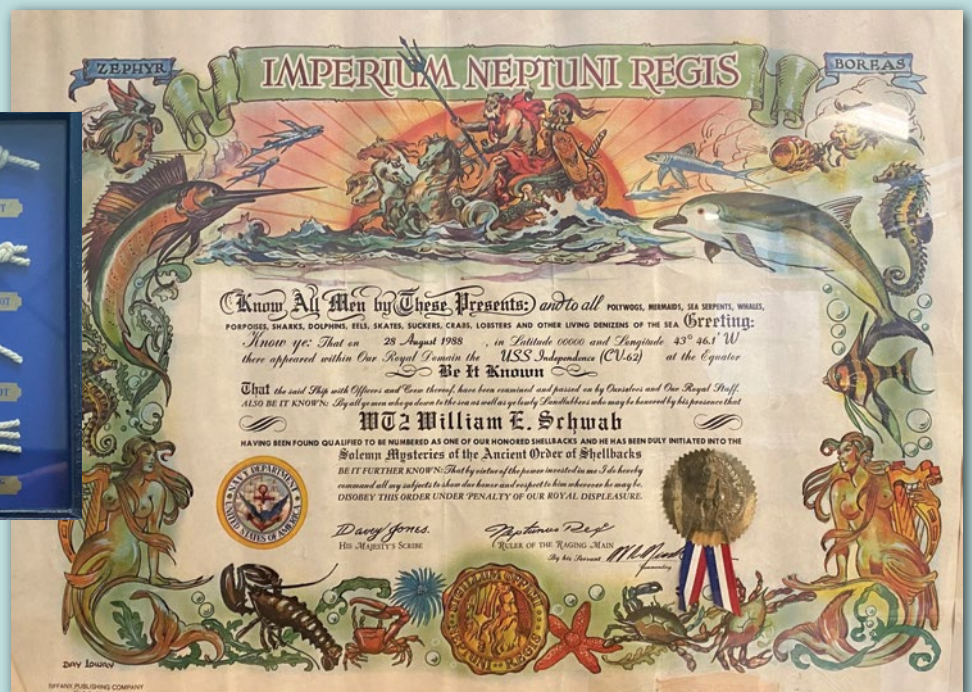 ZEPHYR
IMPERIUM NEPTUNI REGIS
BOREAS
Know All Men by These Presents: and to all POLYWOGS, MERMAIDS, SEA SERPENTS, WHALES,
PORPOISES, SHARKS, DOLPHINS, EELS, SKATES, SUCKERS, CRABS, LOBSTERS AND OTHER LIVING DENIZENS OF THE SEA Greeting:
Know ye: That on 28 August 1988, in Latitude 00000 and Longitude 43° 46.1' W
there appeared within Our Royal Domain the USS Independence (CV-62) at the Equator
Be It Known
That the said Ship with Officers and Crew thereof, have been examined and passed on by Ourselves and Our Royal Staff.
ALSO BE IT KNOWN: By all ye men who go down to the sea as well as ye lowly Landlubbers who may be honored by his presence that
WT2 William E. Schwab
HAVING BEEN FOUND QUALIFIED TO BE NUMBERED AS ONE OF OUR HONORED SHELLBACKS AND HE HAS BEEN DULY INITIATED INTO THE
Solemn Mysteries of the Ancient Order of Shellbacks
BE IT FURTHER KNOWN: That by virtue of the power invested in me I do hereby
command all my subjects to show due honor and respect to him wherever he may be.
DISOBEY THIS ORDER UNDER PENALTY OF OUR ROYAL DISPLEASURE.
NAVY DEPARTMENT
UNITED STATES OF AMERICA
Davey Jones.
HIS MAJESTY'S SCRIBE
Neptunus Rex
RULER OF THE RAGING MAIN
By his Servant
Commanding
SIGILLUM
NEPTUNI REGIS
TIFFANY PUBLISHING COMPANY